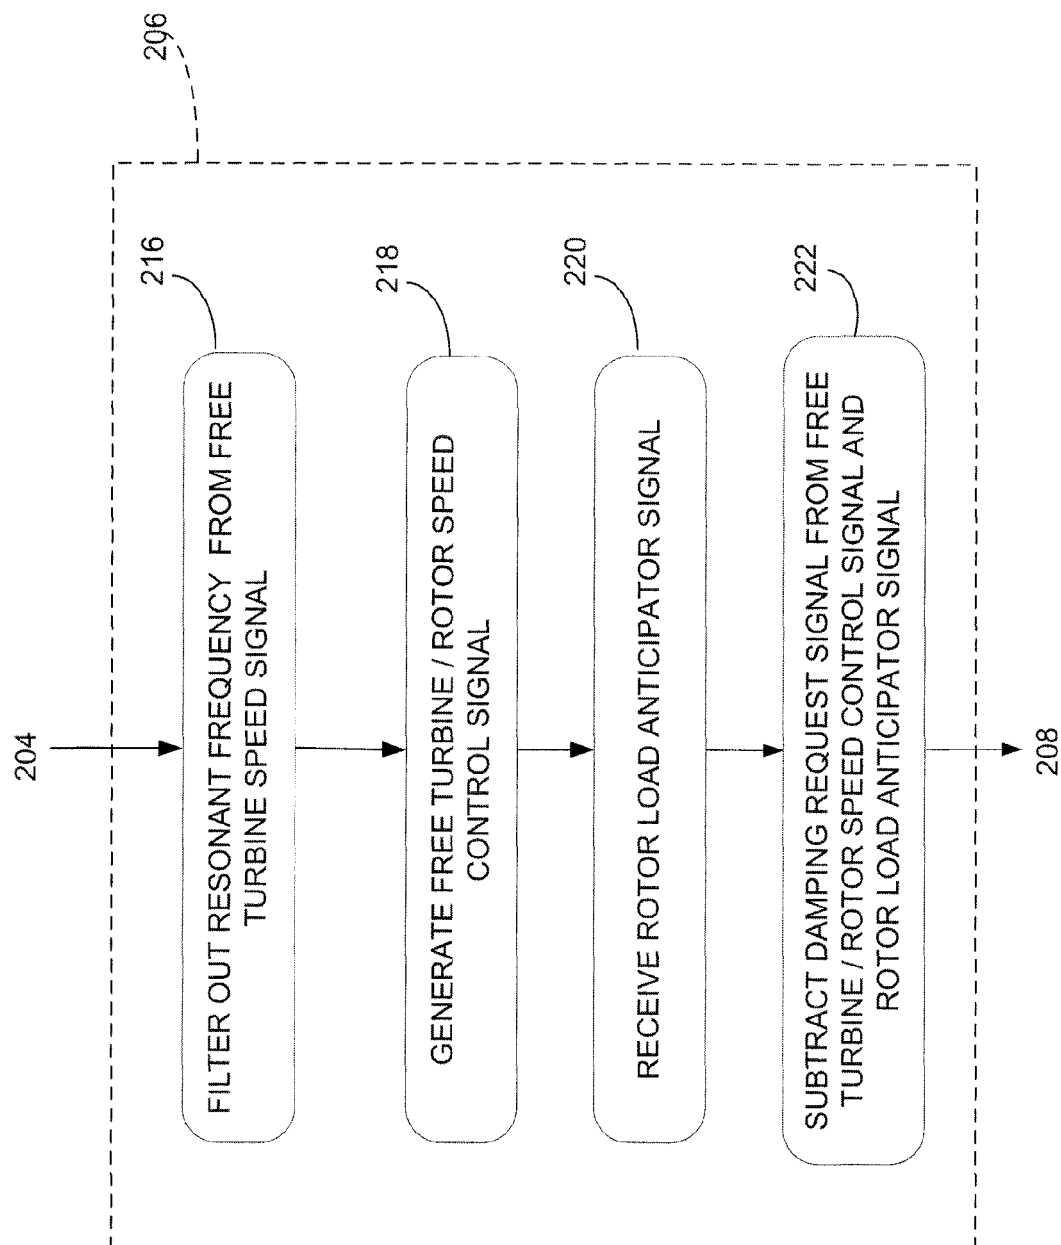 206
204
216
FILTER OUT RESONANT FREQUENCY FROM FREE
TURBINE SPEED SIGNAL
218
GENERATE FREE TURBINE / ROTOR SPEED
CONTROL SIGNAL
220
RECEIVE ROTOR LOAD ANTICIPATOR SIGNAL
222
SUBTRACT DAMPING REQUEST SIGNAL FROM FREE
TURBINE / ROTOR SPEED CONTROL SIGNAL AND
ROTOR LOAD ANTICIPATOR SIGNAL
208